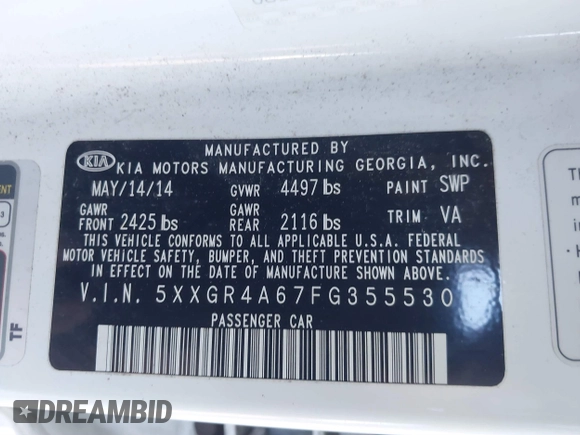 MANUFACTURED BY
KIA KIA MOTORS MANUFACTURING GEORGIA, INC.
MAY/14/14 GVWR 4497 lbs PAINT SWP
GAWR FRONT 2425 lbs GAWR REAR 2116 lbs TRIM VA
THIS VEHICLE CONFORMS TO ALL APPLICABLE U.S.A. FEDERAL
MOTOR VEHICLE SAFETY, BUMPER, AND THEFT PREVENTION STANDARDS
IN EFFECT ON THE DATE OF MANUFACTURE SHOWN ABOVE.
V.I.N. 5XXGR4A67FG355530
PASSENGER CAR
TF
DREAMBID